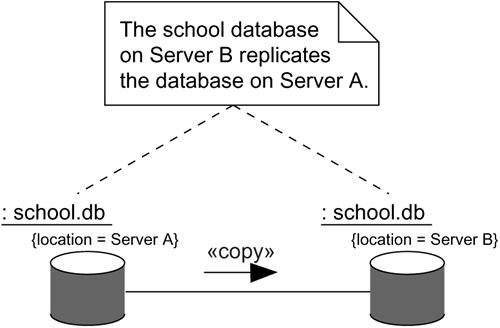 The school database
on Server B replicates
the database on Server A.
: school.db
{location = Server A}
: school.db
{location = Server B}
«copy»